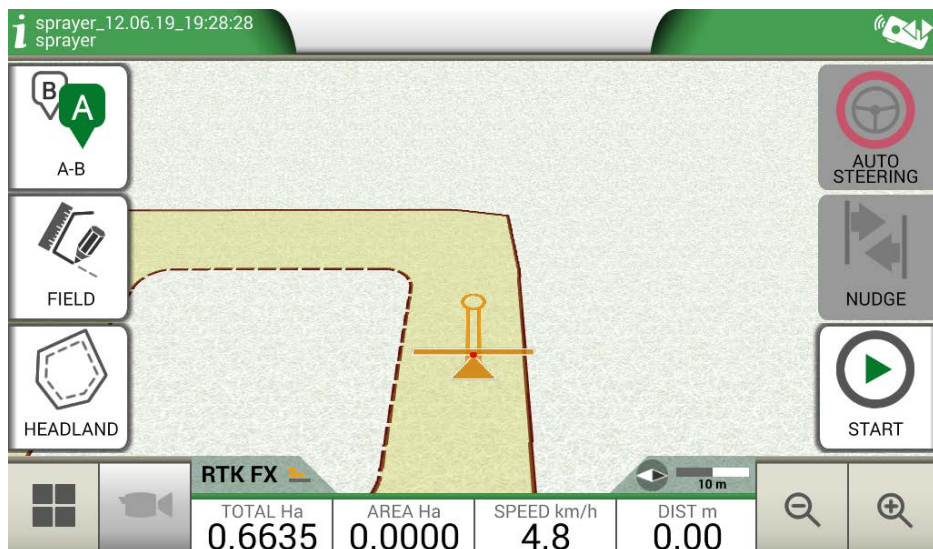 i sprayer_12.06.19_19:28:28
sprayer
B
A
A-B
FIELD
HEADLAND
AUTO
STEERING
NUDGE
START
RTK FX
10 m
TOTAL Ha
0.6635
AREA Ha
0.0000
SPEED km/h
4.8
DIST m
0.00